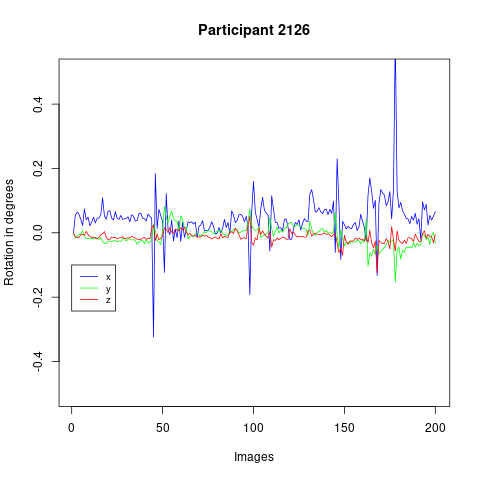 Participant 2126
Rotation in degrees
0.4
0.2
0.0
-0.2
-0.4
x
y
z
0 50 100 150 200
Images